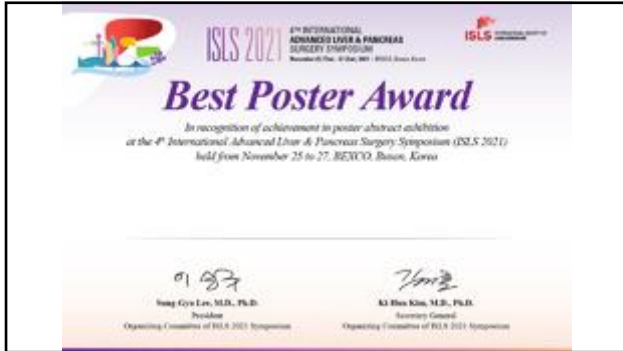 ISLS 2021
4TH INTERNATIONAL
ADVANCED LIVER & PANCREAS
SURGERY SYMPOSIUM
ISLS
Best Poster Award
In recognition of achievement in poster abstract exhibition
at the 4th International Advanced Liver & Pancreas Surgery Symposium (ISLS 2021)
held from November 25 to 27, BEXCO, Busan, Korea
Sung Gyu Lee, M.D., Ph.D.
President
Organizing Committee of ISLS 2021 Symposium
Ki-Hun Kim, M.D., Ph.D.
Secretary General
Organizing Committee of ISLS 2021 Symposium